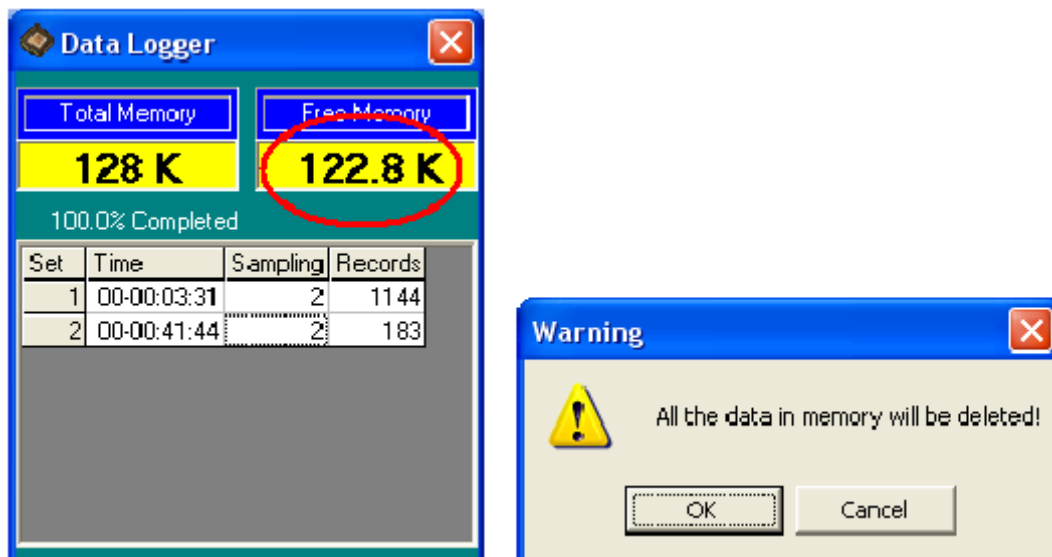 Data Logger
Total Memory Free Memory
128 K 122.8 K
100.0% Completed
Set Time Sampling Records
1 00-00:03:31 2 1144
2 00-00:41:44 2 183
Warning
All the data in memory will be deleted!
OK Cancel